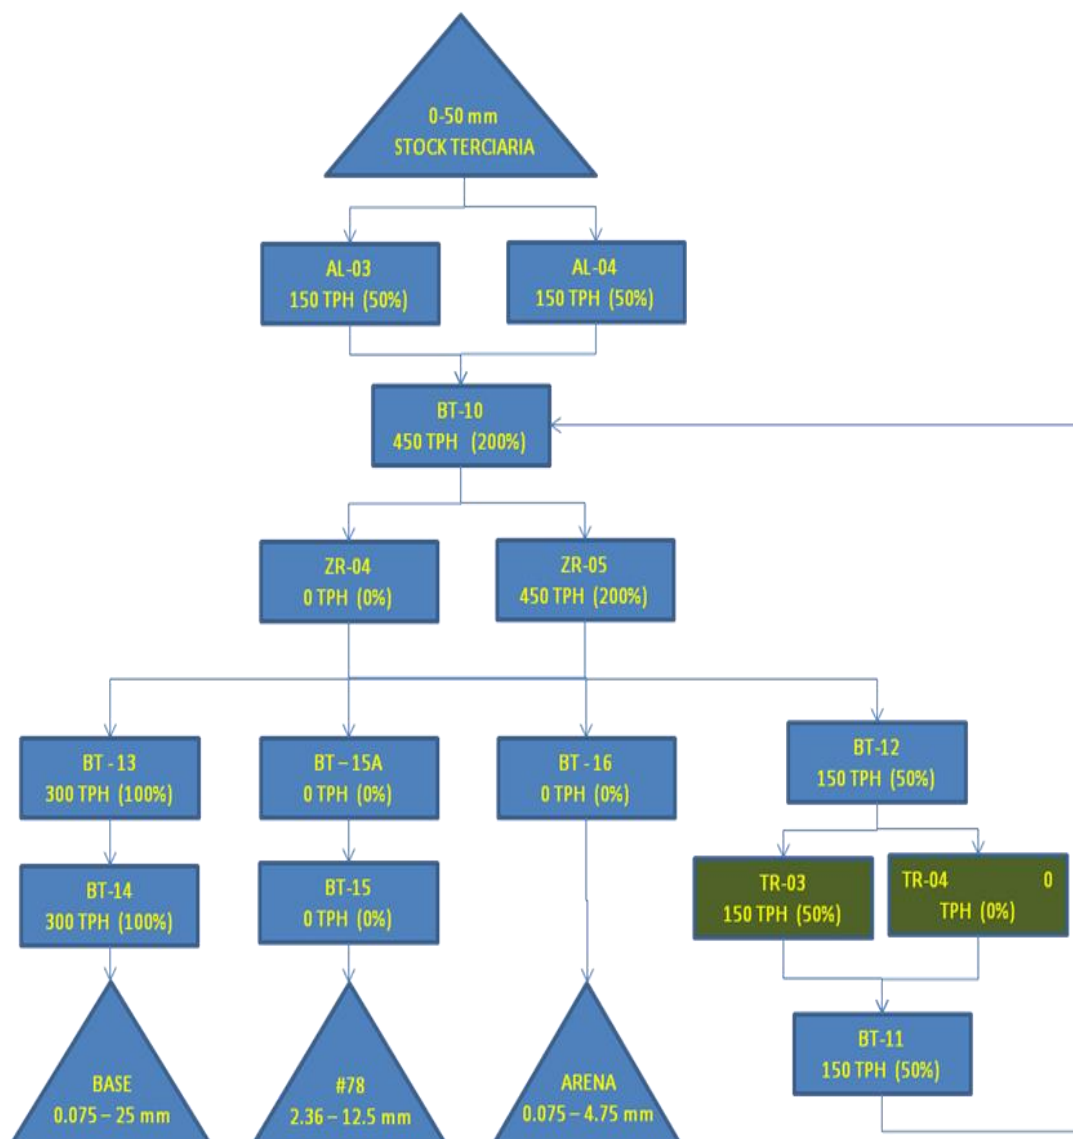 0-50 mm
STOCK TERCIARIA
AL-03
150 TPH (50%)
AL-04
150 TPH (50%)
BT-10
450 TPH (200%)
ZR-04
0 TPH (0%)
ZR-05
450 TPH (200%)
BT -13
300 TPH (100%)
BT – 15A
0 TPH (0%)
BT -16
0 TPH (0%)
BT-12
150 TPH (50%)
BT-14
300 TPH (100%)
BT-15
0 TPH (0%)
TR-03
150 TPH (50%)
TR-04 0
TPH (0%)
BT-11
150 TPH (50%)
BASE
0.075 – 25 mm
#78
2.36 – 12.5 mm
ARENA
0.075 – 4.75 mm